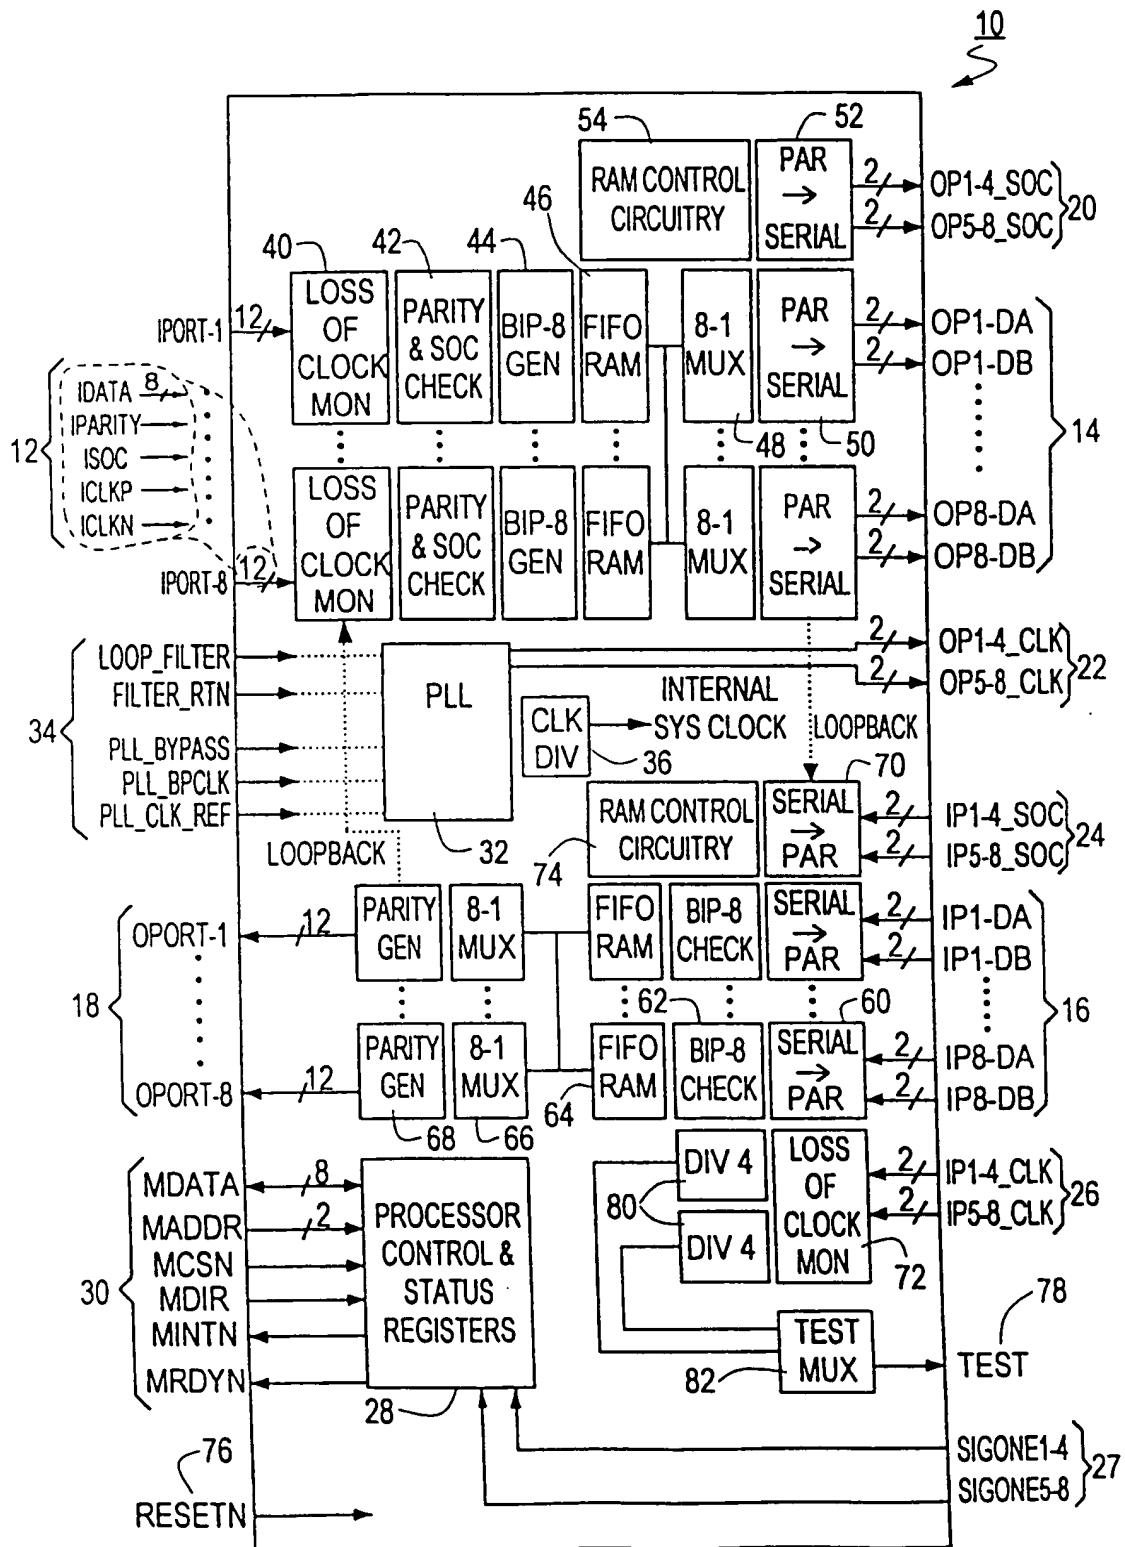 10
54
52
RAM CONTROL
CIRCUITRY
PAR
→
SERIAL
2
OP1-4_SOC
2
OP5-8_SOC
20
40
42
44
46
IPORT-1
12
LOSS
OF
CLOCK
MON
PARITY
& SOC
CHECK
BIP-8
GEN
FIFO
RAM
8-1
MUX
PAR
→
SERIAL
2
OP1-DA
2
OP1-DB
48
50
14
12
IDATA
8
IPARITY
ISOC
ICLKP
ICLKN
IPORT-8
12
LOSS
OF
CLOCK
MON
PARITY
& SOC
CHECK
BIP-8
GEN
FIFO
RAM
8-1
MUX
PAR
→
SERIAL
2
OP8-DA
2
OP8-DB
34
LOOP_FILTER
FILTER_RTN
PLL_BYPASS
PLL_BPCLK
PLL_CLK_REF
PLL
32
2
OP1-4_CLK
2
OP5-8_CLK
22
CLK
DIV
36
INTERNAL
SYS CLOCK
LOOPBACK
LOOPBACK
70
RAM CONTROL
CIRCUITRY
74
SERIAL
→
PAR
2
IP1-4_SOC
2
IP5-8_SOC
24
18
OPORT-1
12
PARITY
GEN
8-1
MUX
FIFO
RAM
BIP-8
CHECK
SERIAL
→
PAR
2
IP1-DA
2
IP1-DB
16
62
60
OPORT-8
12
PARITY
GEN
8-1
MUX
FIFO
RAM
BIP-8
CHECK
SERIAL
→
PAR
2
IP8-DA
2
IP8-DB
68
66
64
30
MDATA
8
MADDR
2
MCSN
MDIR
MINTN
MRDYN
PROCESSOR
CONTROL &
STATUS
REGISTERS
28
DIV 4
80
DIV 4
LOSS
OF
CLOCK
MON
72
2
IP1-4_CLK
2
IP5-8_CLK
26
TEST
MUX
82
78
TEST
76
RESETN
SIGONE1-4
SIGONE5-8
27